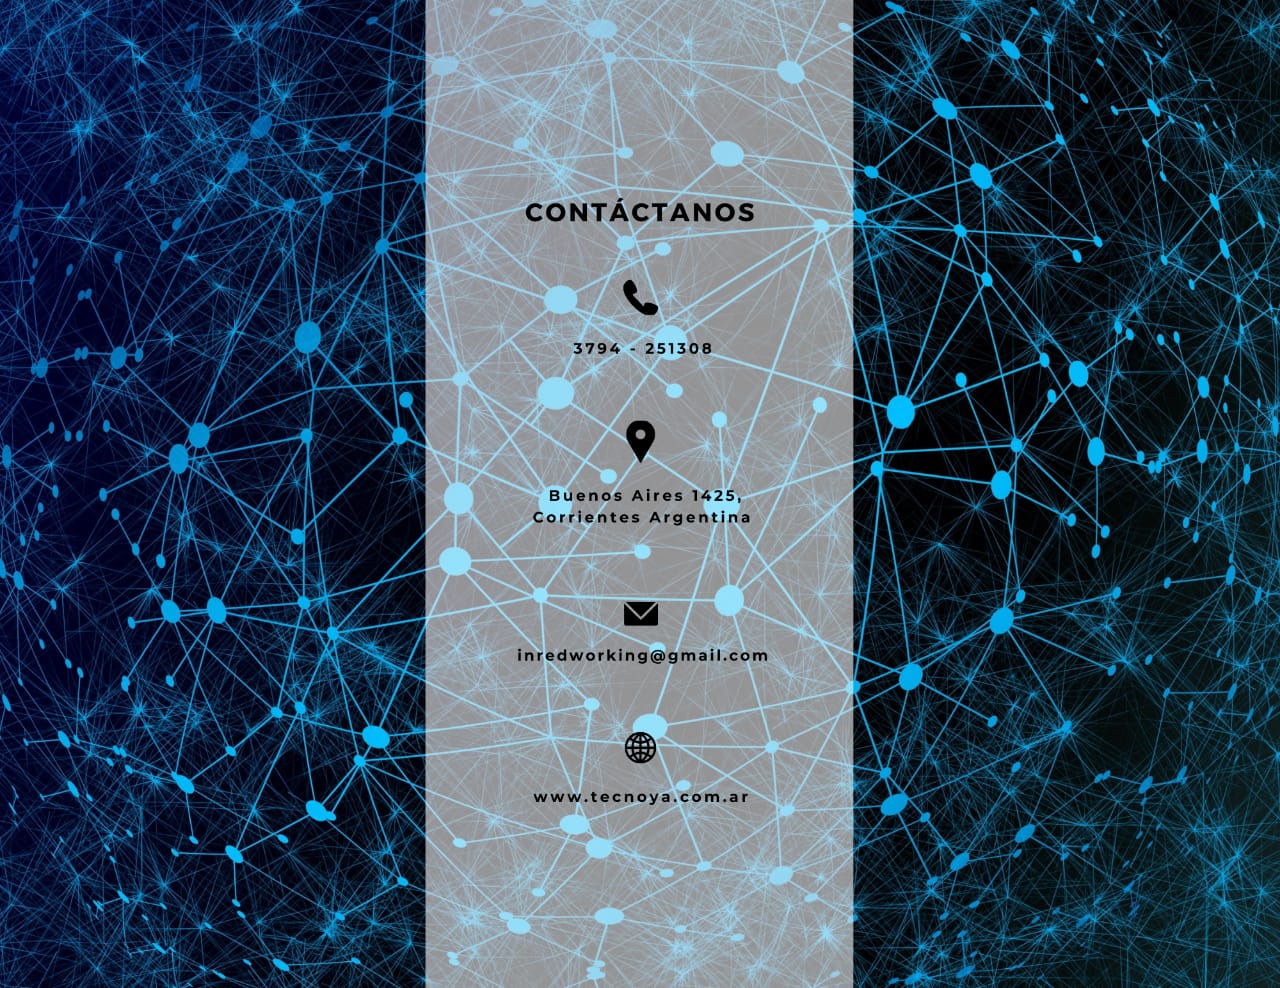 CONTÁCTANOS
3794 - 251308
Buenos Aires 1425,
Corrientes Argentina
inredworking@gmail.com
www.tecnoya.com.ar